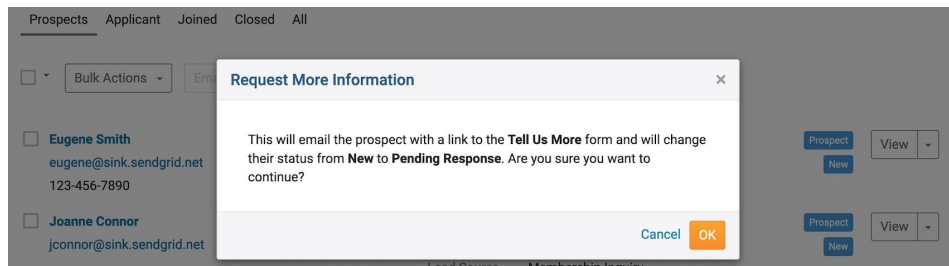 Prospects Applicant Joined Closed All
Bulk Actions
Request More Information ×
Eugene Smith
eugene@sink.sendgrid.net
123-456-7890
This will email the prospect with a link to the Tell Us More form and will change
their status from New to Pending Response. Are you sure you want to
continue?
Prospect
New
View
Cancel OK
Joanne Connor
jconnor@sink.sendgrid.net
Prospect
New
View